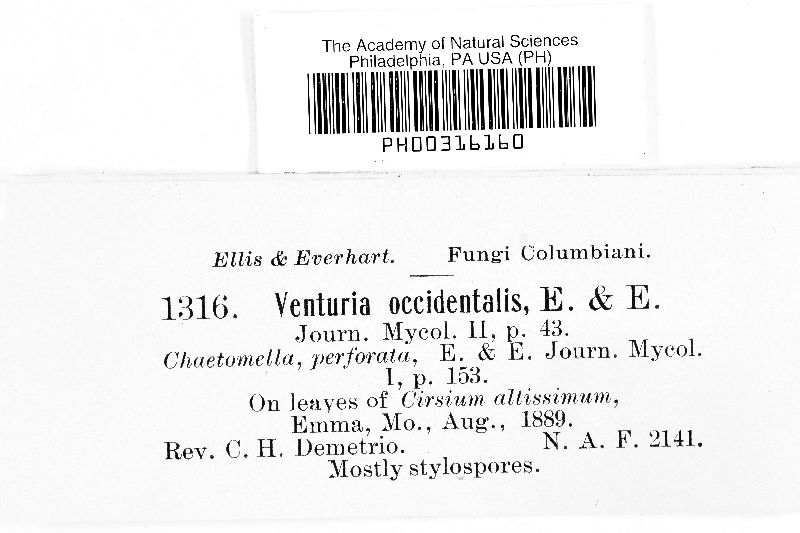 The Academy of Natural Sciences
Philadelphia, PA USA (PH)
PH00316160
Ellis & Everhart. Fungi Columbiani.
1316. Venturia occidentalis, E. & E.
Journ. Mycol. II, p. 43.
Chaetomella, perforata, E. & E. Journ. Mycol.
I, p. 153.
On leaves of Cirsium altissimum,
Emma, Mo., Aug., 1889.
Rev. C. H. Demetrio. N. A. F. 2141.
Mostly stylospores.